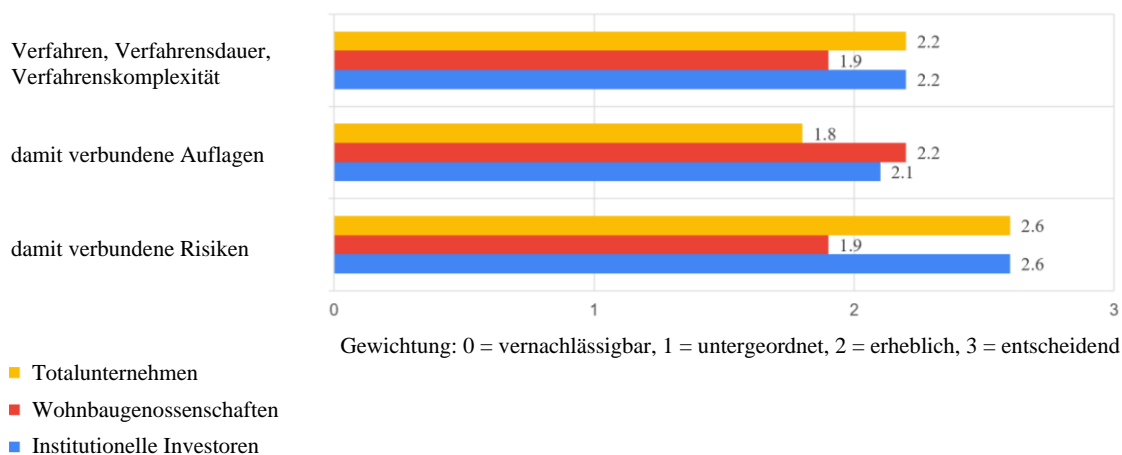 Verfahren, Verfahrensdauer,
Verfahrenskomplexität
2.2
1.9
2.2
damit verbundene Auflagen
1.8
2.2
2.1
damit verbundene Risiken
2.6
1.9
2.6
0 1 2 3
Gewichtung: 0 = vernachlässigbar, 1 = untergeordnet, 2 = erheblich, 3 = entscheidend
Totalunternehmen
Wohnbaugenossenschaften
Institutionelle Investoren